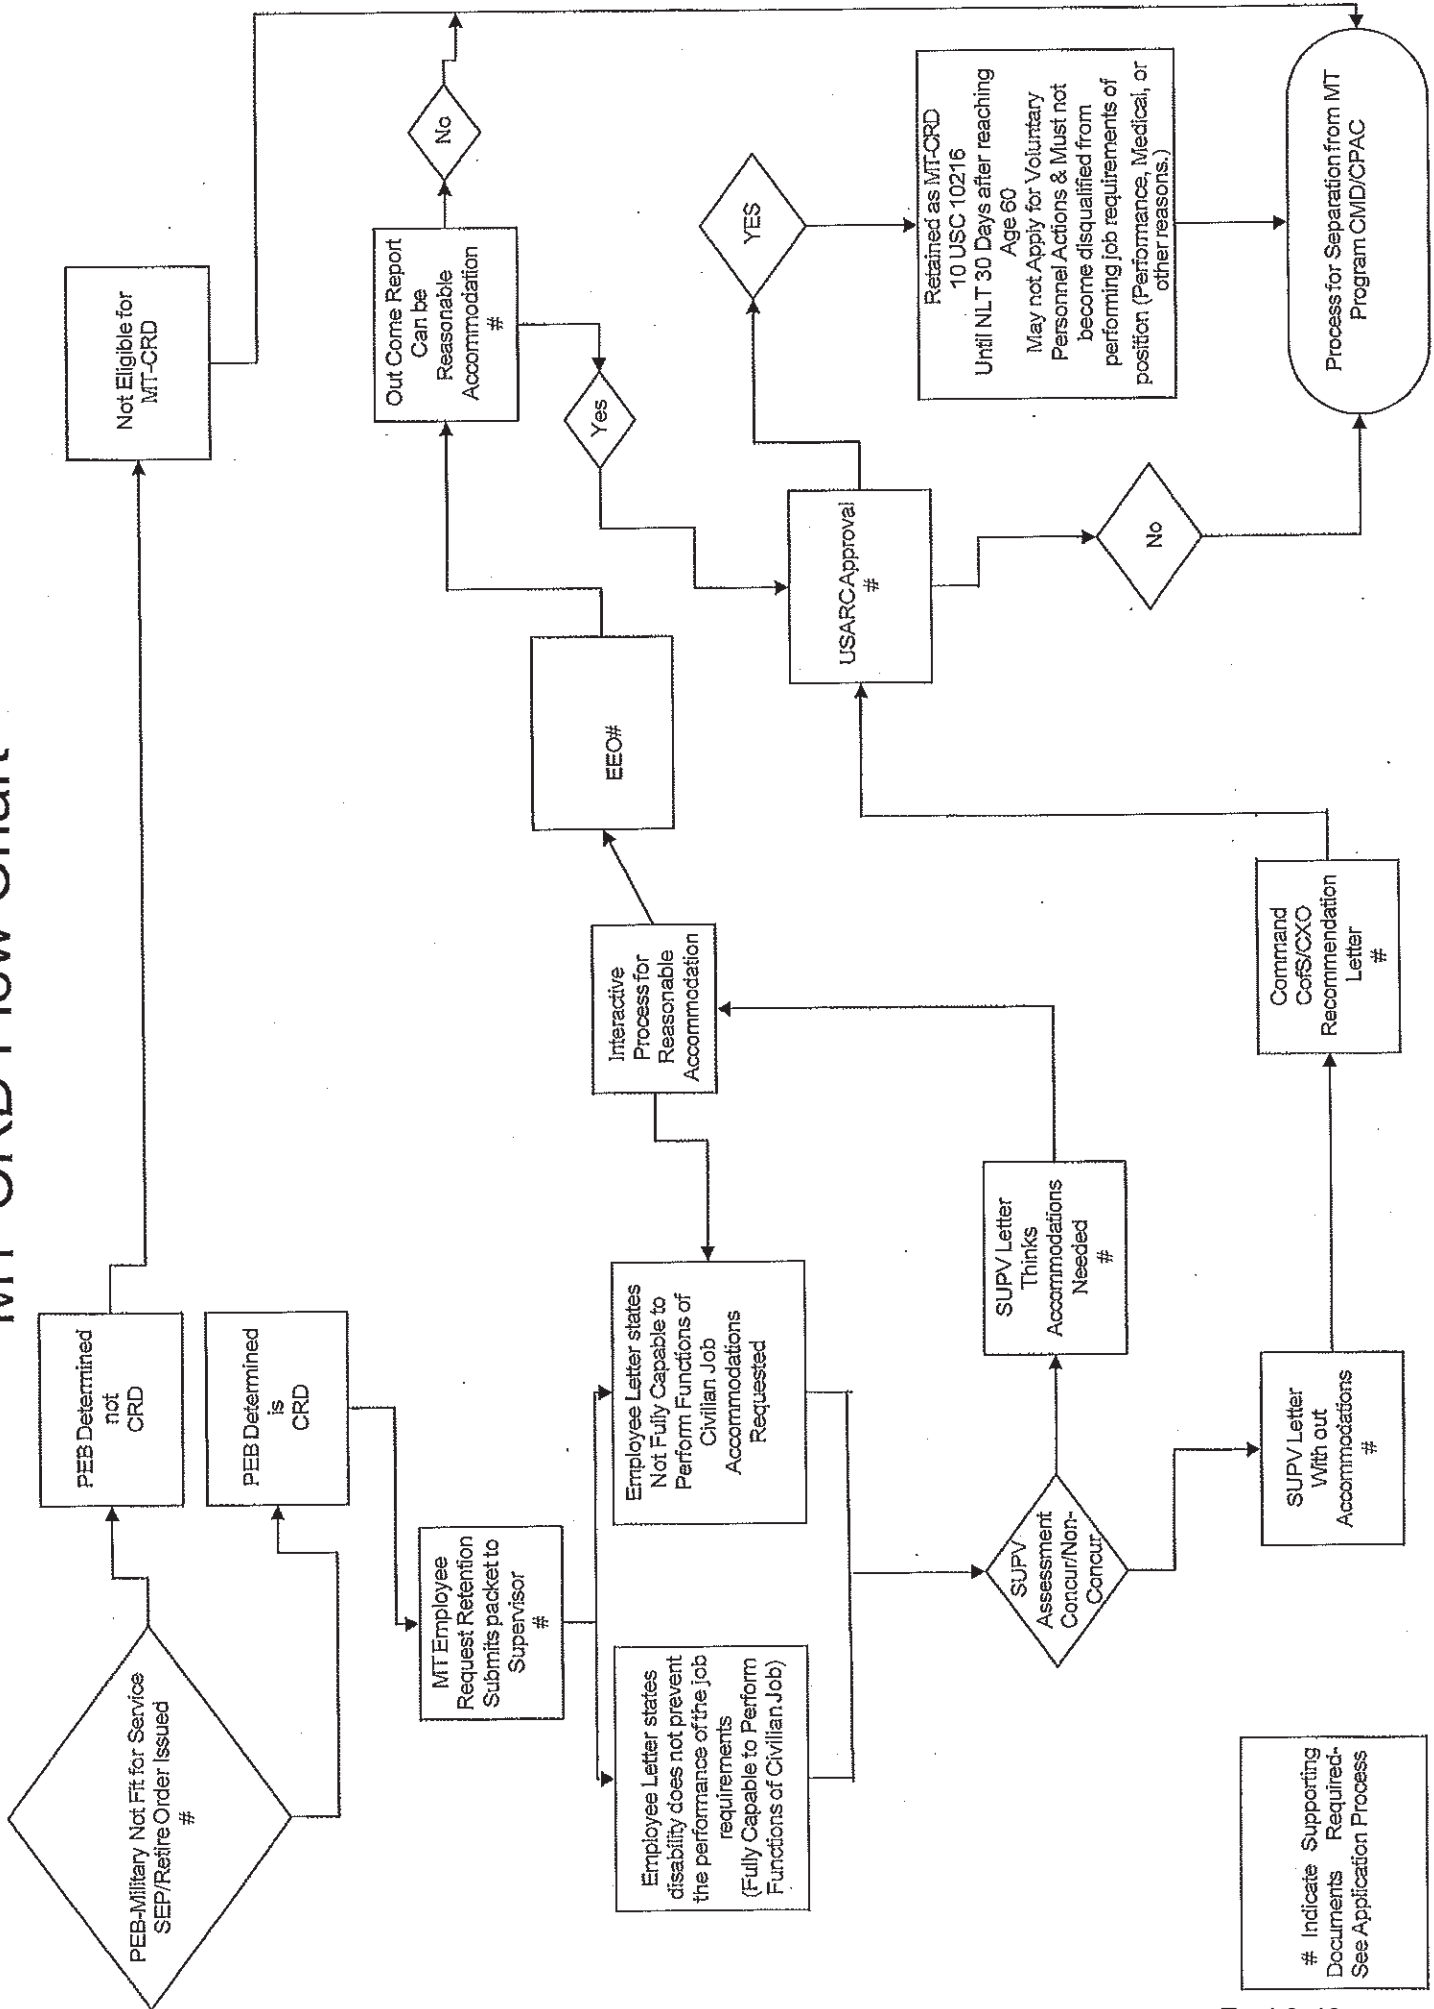 MT-CRD Flow Chart
PEB-Military Not Fit for Service
SEP/Retire Order Issued
#
PEB Determined
not
CRD
Not Eligible for
MT-CRD
PEB Determined
is
CRD
MT Employee
Request Retention
Submits packet to
Supervisor
#
Employee Letter states
disability does not prevent
the performance of the job
requirements
(Fully Capable to Perform
Functions of Civilian Job)
Employee Letter states
Not Fully Capable to
Perform Functions of
Civilian Job
Accommodations
Requested
Interactive
Process for
Reasonable
Accommodation
EEO#
Out Come Report
Can be
Reasonable
Accommodation
#
No
Yes
SUPV
Assessment
Concur/Non-
Concur
SUPV Letter
Thinks
Accommodations
Needed
#
SUPV Letter
With out
Accommodations
#
Command
CofS/CXO
Recommendation
Letter
#
USARC Approval
#
YES
No
Retained as MT-CRD
10 USC 10216
Until NLT 30 Days after reaching
Age 60
May not Apply for Voluntary
Personnel Actions & Must not
become disqualified from
performing job requirements of
position (Performance, Medical, or
other reasons.)
Process for Separation from MT
Program CMD/CPAC
# Indicate Supporting
Documents Required-
See Application Process